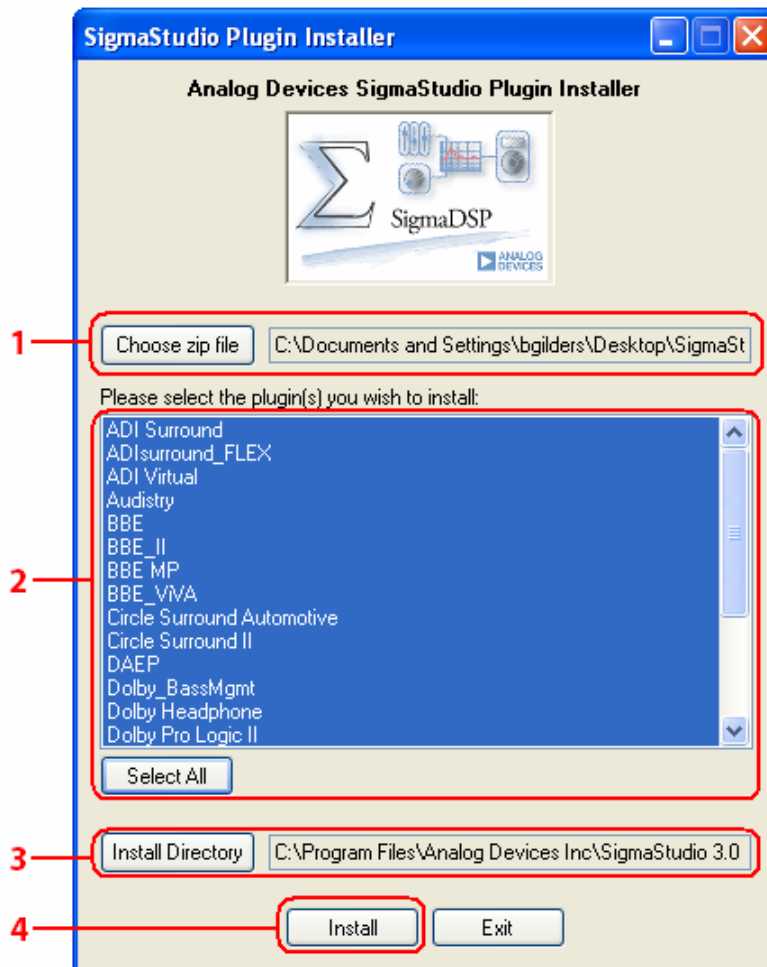 SigmaStudio Plugin Installer
Analog Devices SigmaStudio Plugin Installer
SigmaDSP
ANALOG
DEVICES
1
Choose zip file C:\Documents and Settings\bgilders\Desktop\SigmaSt
Please select the plugin(s) you wish to install:
ADI Surround
ADIsurround_FLEX
ADI Virtual
Audistry
BBE
BBE_II
2
BBE MP
BBE_ViVA
Circle Surround Automotive
Circle Surround II
DAEP
Dolby_BassMgmt
Dolby Headphone
Dolby Pro Logic II
Select All
3
Install Directory C:\Program Files\Analog Devices Inc\SigmaStudio 3.0
4
Install Exit